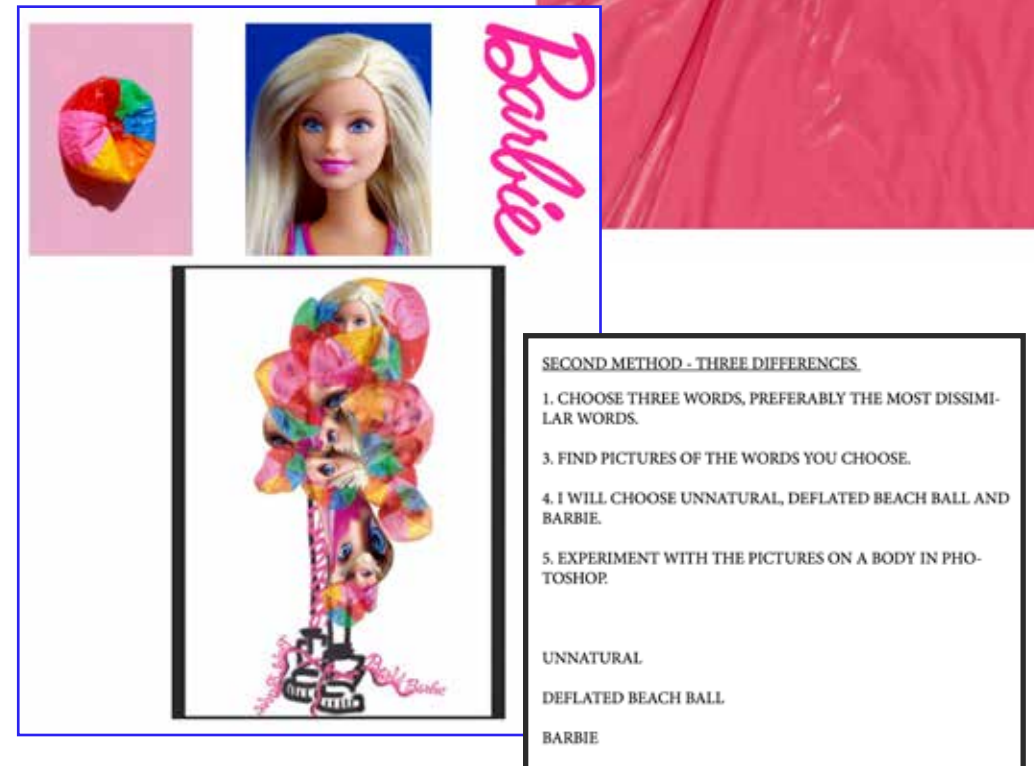 Barbie
SECOND METHOD - THREE DIFFERENCES
1. CHOOSE THREE WORDS, PREFERABLY THE MOST DISSIMI-
LAR WORDS.
3. FIND PICTURES OF THE WORDS YOU CHOOSE.
4. I WILL CHOOSE UNNATURAL, DEFLATED BEACH BALL AND
BARBIE.
5. EXPERIMENT WITH THE PICTURES ON A BODY IN PHO-
TOSHOP.
UNNATURAL
DEFLATED BEACH BALL
BARBIE
Barbie Barbie